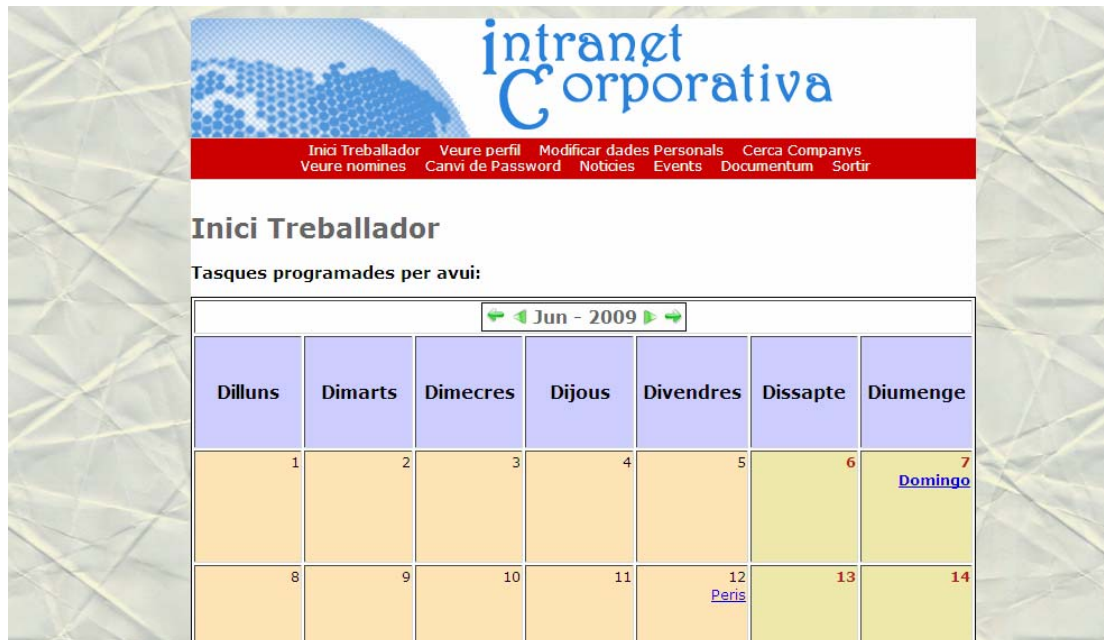 intranet
Corporativa
Inici Treballador Veure perfil Modificar dades Personals Cerca Companys
Veure nomines Canvi de Password Noticies Events Documentum Sortir
Inici Treballador
Tasques programades per avui:
Jun - 2009
Dilluns Dimarts Dimecres Dijous Divendres Dissapte Diumenge
1 2 3 4 5 6 7
Domingo
8 9 10 11 12 13 14
Peris